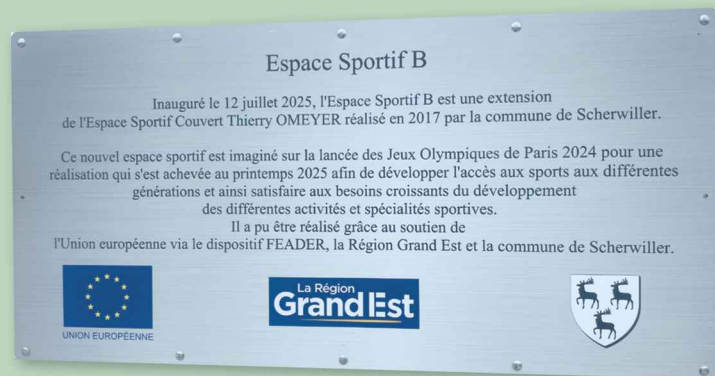 Espace Sportif B
Inauguré le 12 juillet 2025, l'Espace Sportif B est une extension
de l'Espace Sportif Couvert Thierry OMEYER réalisé en 2017 par la commune de Scherwiller.
Ce nouvel espace sportif est imaginé sur la lancée des Jeux Olympiques de Paris 2024 pour une
réalisation qui s'est achevée au printemps 2025 afin de développer l'accès aux sports aux différentes
générations et ainsi satisfaire aux besoins croissants du développement
des différentes activités et spécialités sportives.
Il a pu être réalisé grâce au soutien de
l'Union européenne via le dispositif FEADER, la Région Grand Est et la commune de Scherwiller.
UNION EUROPÉENNE
La Région
Grand Est